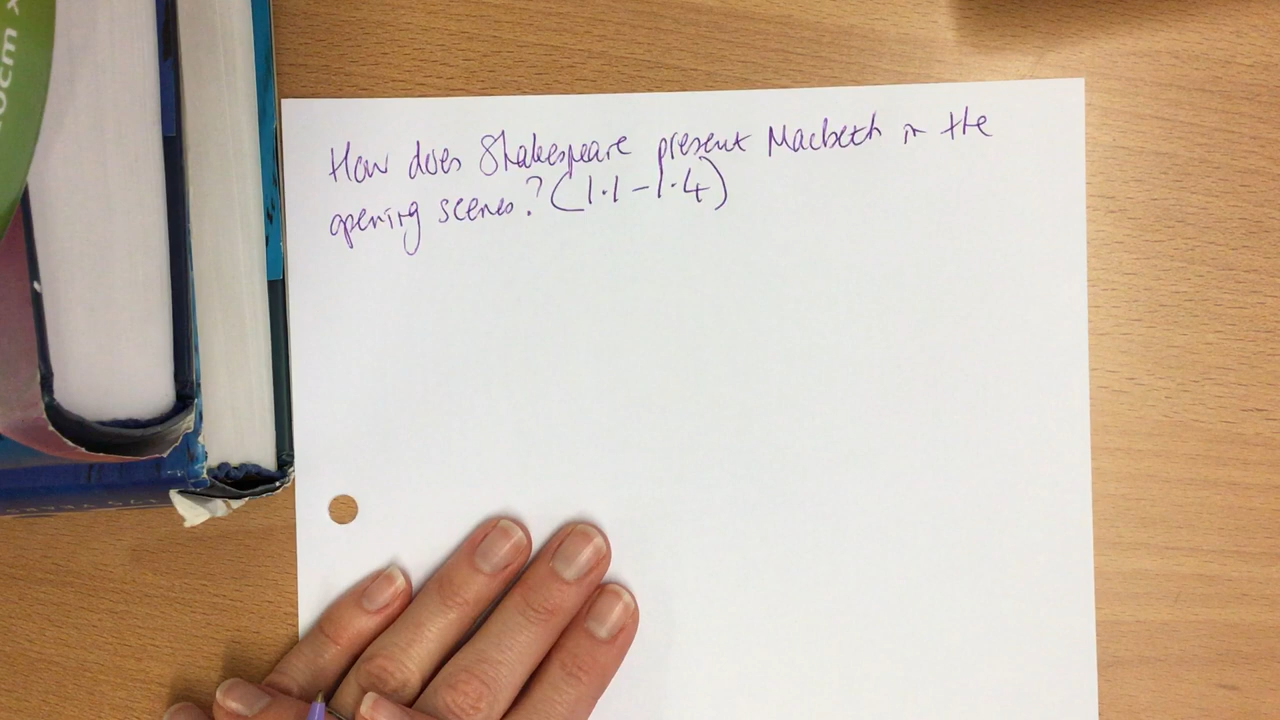 How does Shakespeare present Macbeth in the
opening scenes? (1.1 - 1.4)